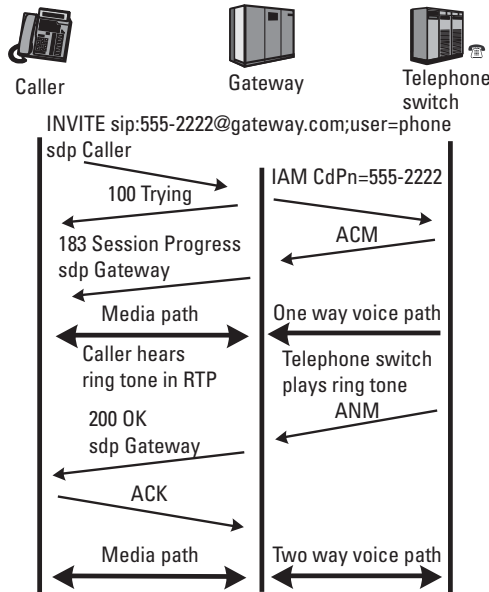 Caller
Gateway
Telephone
switch
INVITE sip:555-2222@gateway.com;user=phone
sdp Caller
IAM CdPn=555-2222
100 Trying
ACM
183 Session Progress
sdp Gateway
Media path
One way voice path
Caller hears
ring tone in RTP
Telephone switch
plays ring tone
ANM
200 OK
sdp Gateway
ACK
Media path
Two way voice path